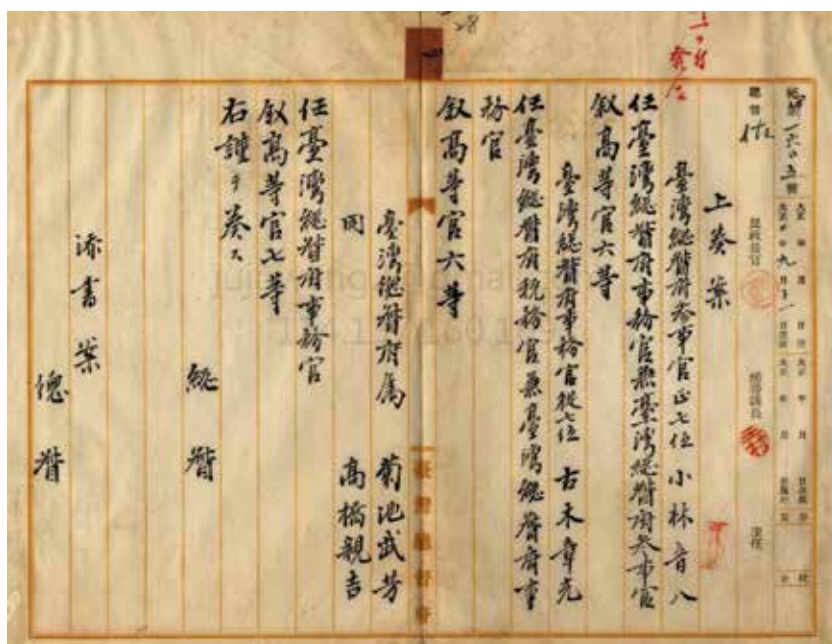 上奏案
臺灣總督府參事官正七位 小林音八
任臺灣總督府事務官兼臺灣總督府參事官
敘高等官六等
臺灣總督府事務官從七位 古木章光
任臺灣總督府稅務官兼臺灣總督府事
務官
敘高等官六等
臺灣總督府屬 菊池武芳
同 高橋親吉
任臺灣總督府事務官
敘高等官七等
右謹テ奏ス
總督
添書案
總督
臺灣總督府